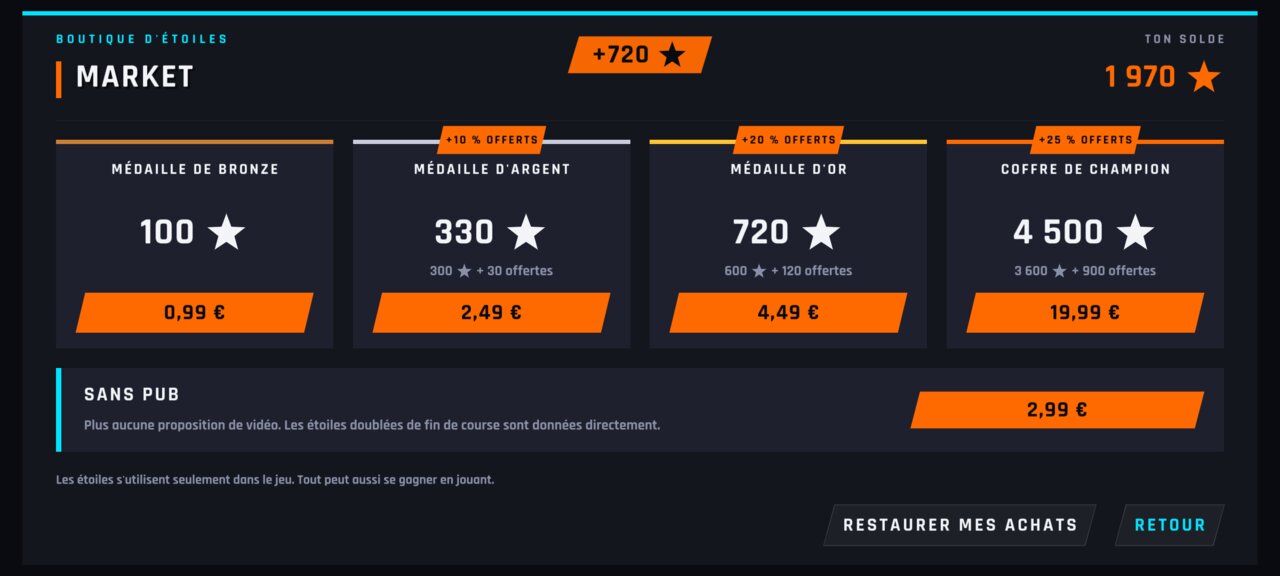 BOUTIQUE D'ÉTOILES
MARKET
+720 ★
TON SOLDE
1 970 ★
MÉDAILLE DE BRONZE
100 ★
0,99 €
+10 % OFFERTS
MÉDAILLE D'ARGENT
330 ★
300 ★ + 30 offertes
2,49 €
+20 % OFFERTS
MÉDAILLE D'OR
720 ★
600 ★ + 120 offertes
4,49 €
+25 % OFFERTS
COFFRE DE CHAMPION
4 500 ★
3 600 ★ + 900 offertes
19,99 €
SANS PUB
Plus aucune proposition de vidéo. Les étoiles doublées de fin de course sont données directement.
2,99 €
Les étoiles s'utilisent seulement dans le jeu. Tout peut aussi se gagner en jouant.
RESTAURER MES ACHATS
RETOUR